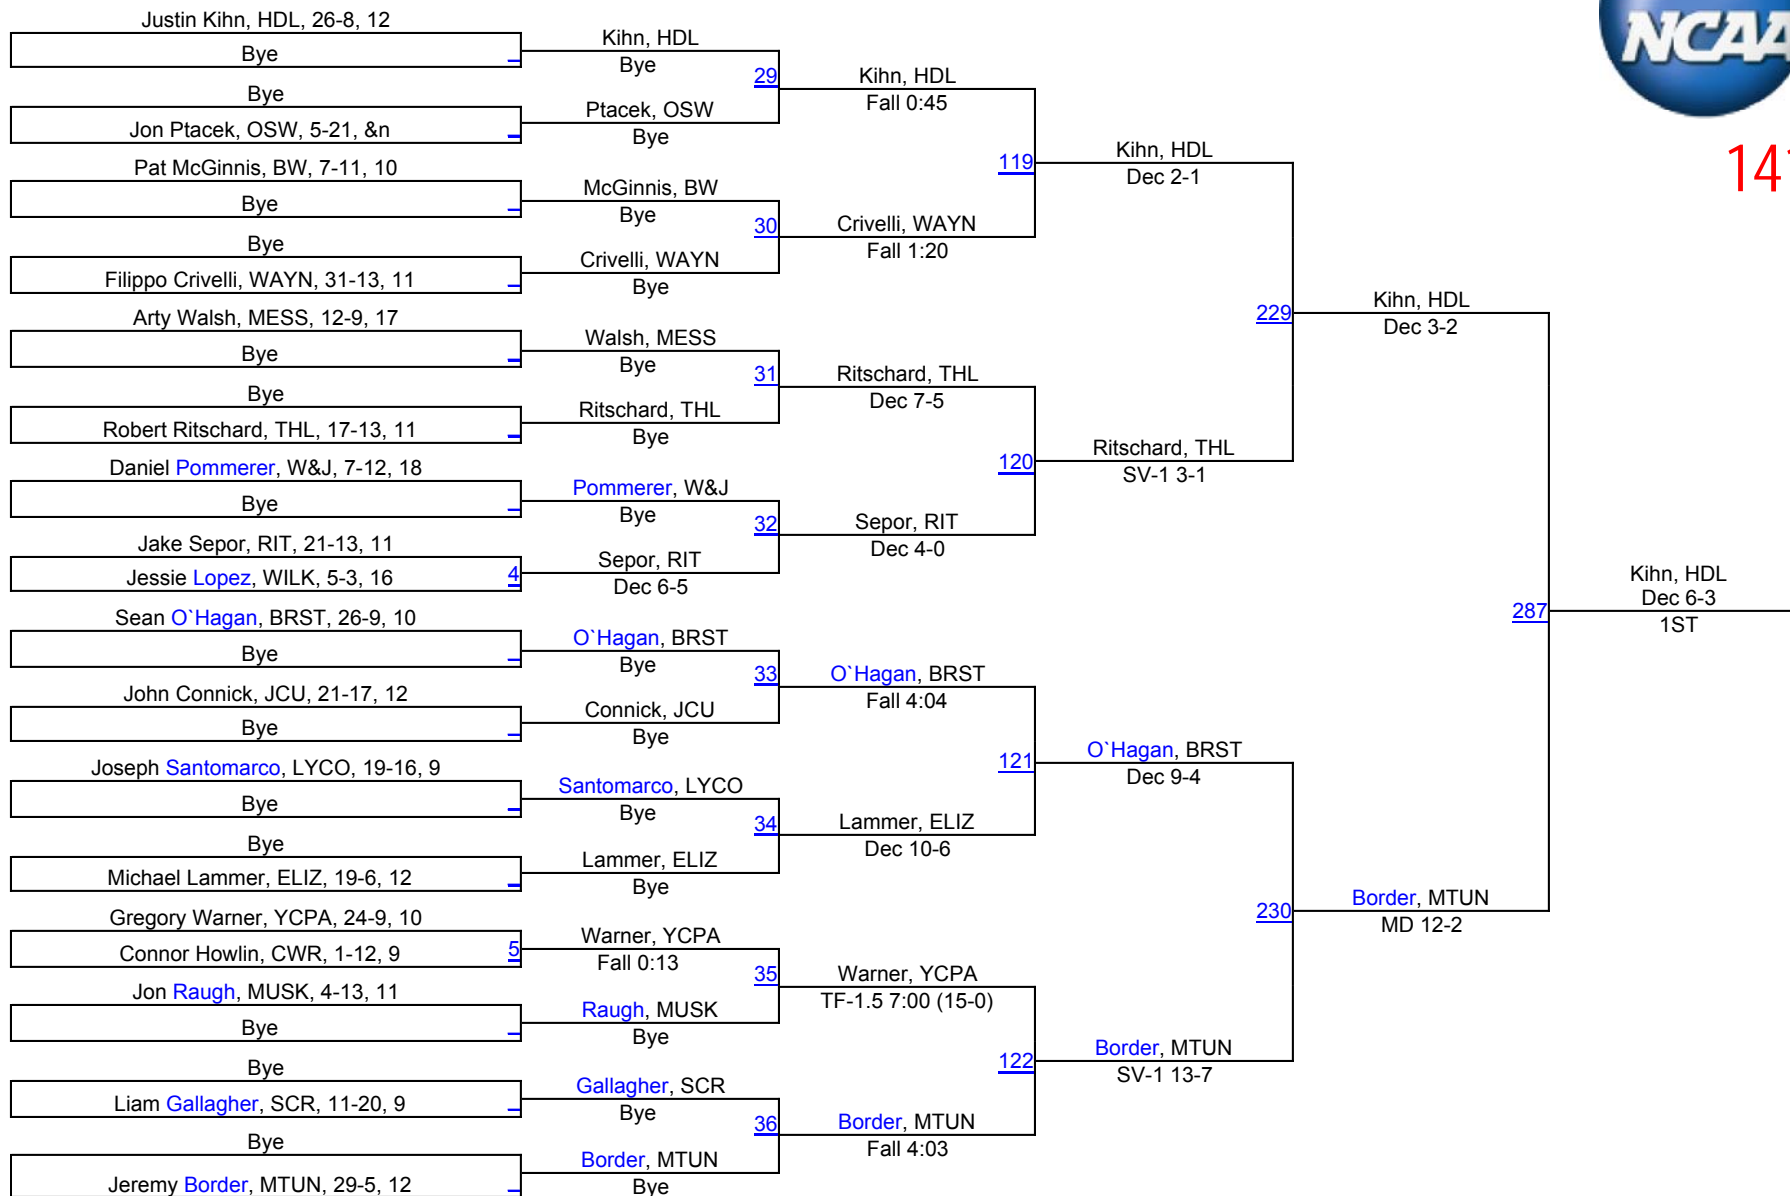 Justin Kihn, HDL, 26-8, 12
Bye
Bye
Jon Ptacek, OSW, 5-21, &n
Pat McGinnis, BW, 7-11, 10
Bye
Bye
Filippo Crivelli, WAYN, 31-13, 11
Arty Walsh, MESS, 12-9, 17
Bye
Bye
Robert Ritschard, THL, 17-13, 11
Daniel Pommerer, W&J, 7-12, 18
Bye
Jake Sepor, RIT, 21-13, 11
Jessie Lopez, WILK, 5-3, 16
4
Sean O`Hagan, BRST, 26-9, 10
Bye
John Connick, JCU, 21-17, 12
Bye
Joseph Santomarco, LYCO, 19-16, 9
Bye
Bye
Michael Lammer, ELIZ, 19-6, 12
Gregory Warner, YCPA, 24-9, 10
Connor Howlin, CWR, 1-12, 9
5
Jon Raugh, MUSK, 4-13, 11
Bye
Bye
Liam Gallagher, SCR, 11-20, 9
Bye
Jeremy Border, MTUN, 29-5, 12
Kihn, HDL
Bye
29
Ptacek, OSW
Bye
McGinnis, BW
Bye
30
Crivelli, WAYN
Bye
Walsh, MESS
Bye
31
Ritschard, THL
Bye
Pommerer, W&J
Bye
32
Sepor, RIT
Dec 6-5
O`Hagan, BRST
Bye
33
Connick, JCU
Bye
Santomarco, LYCO
Bye
34
Lammer, ELIZ
Bye
Warner, YCPA
Fall 0:13
35
Raugh, MUSK
Bye
Gallagher, SCR
Bye
36
Border, MTUN
Bye
Kihn, HDL
Fall 0:45
119
Crivelli, WAYN
Fall 1:20
Ritschard, THL
Dec 7-5
120
Sepor, RIT
Dec 4-0
O`Hagan, BRST
Fall 4:04
121
Lammer, ELIZ
Dec 10-6
Warner, YCPA
TF-1.5 7:00 (15-0)
122
Border, MTUN
Fall 4:03
Kihn, HDL
Dec 2-1
229
Ritschard, THL
SV-1 3-1
O`Hagan, BRST
Dec 9-4
230
Border, MTUN
SV-1 13-7
Kihn, HDL
Dec 3-2
287
Border, MTUN
MD 12-2
Kihn, HDL
Dec 6-3
1ST
NCAA
141